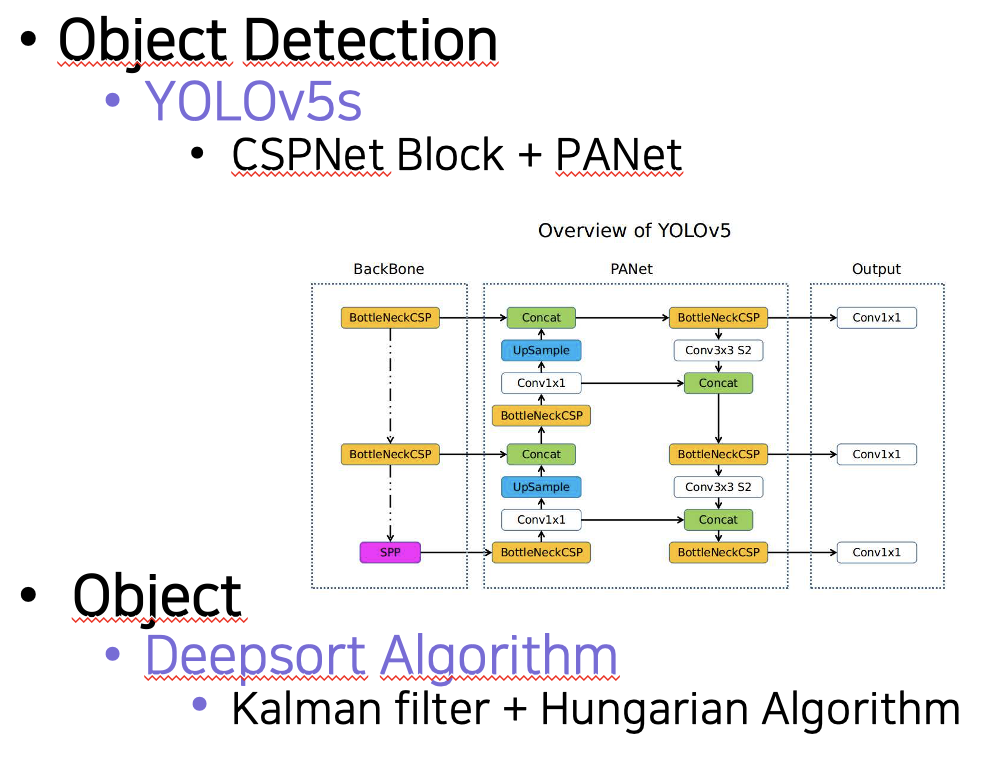 • Object Detection
• YOLOv5s
• CSPNet Block + PANet
Overview of YOLOv5
BackBone PANet Output
BottleNeckCSP Concat BottleNeckCSP Conv1x1
UpSample Conv3x3 S2
Conv1x1 Concat
BottleNeckCSP
BottleNeckCSP Concat BottleNeckCSP Conv1x1
UpSample Conv3x3 S2
Conv1x1 Concat
SPP BottleNeckCSP BottleNeckCSP Conv1x1
• Object
• Deepsort Algorithm
• Kalman filter + Hungarian Algorithm